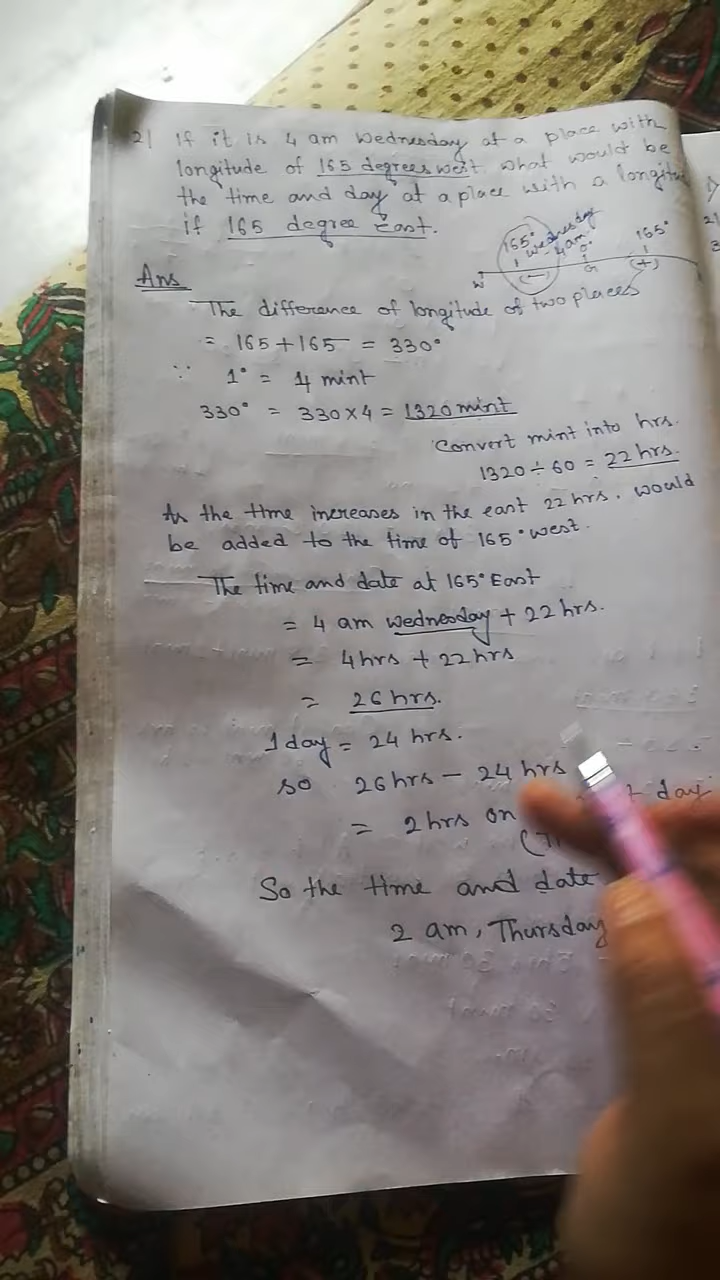 2) If it is 4 am Wednesday at a place with
longitude of 165 degrees west what would be
the time and day at a place with a
if 165 degree East.
165° Wednesday 4am 0° 165°
W (-) G (+)
Ans
The difference of longitude of two places
= 165 + 165 = 330°
∵ 1° = 4 mint
330° = 330 x 4 = 1320 mint
Convert mint into hrs.
1320 ÷ 60 = 22 hrs.
As the time increases in the east 22 hrs. would
be added to the time of 165° west.
The time and date at 165° East
= 4 am Wednesday + 22 hrs.
= 4 hrs + 22 hrs
= 26 hrs.
1 day = 24 hrs.
so 26 hrs - 24 hrs
= 2 hrs on day
So the time and date
2 am, Thursday